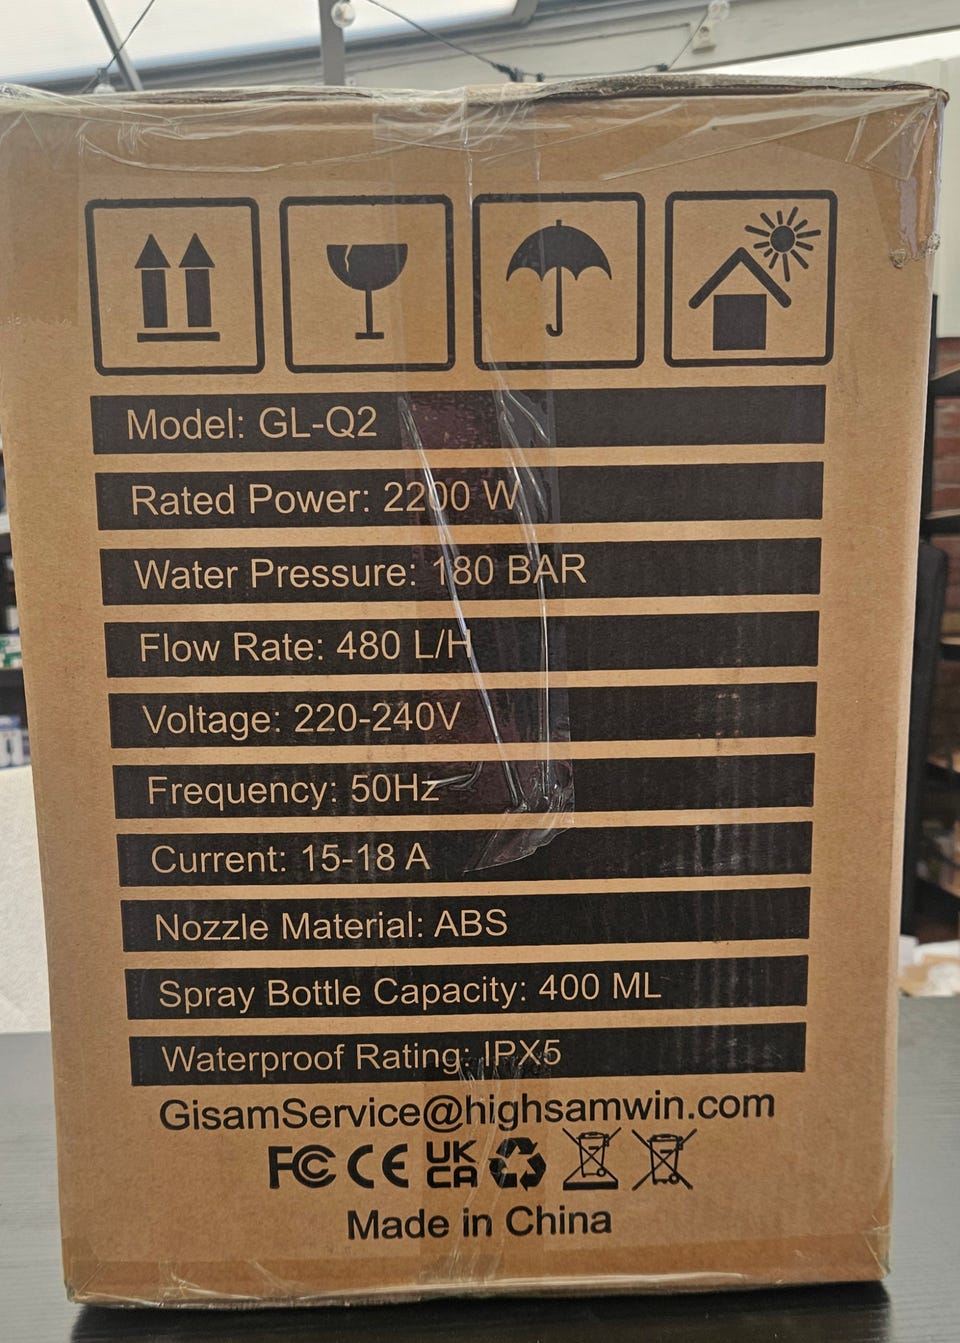 Model: GL-Q2
Rated Power: 2200 W
Water Pressure: 180 BAR
Flow Rate: 480 L/H
Voltage: 220-240V
Frequency: 50Hz
Current: 15-18 A
Nozzle Material: ABS
Spray Bottle Capacity: 400 ML
Waterproof Rating: IPX5
GisamService@highsamwin.com
FC CE UK CA
Made in China